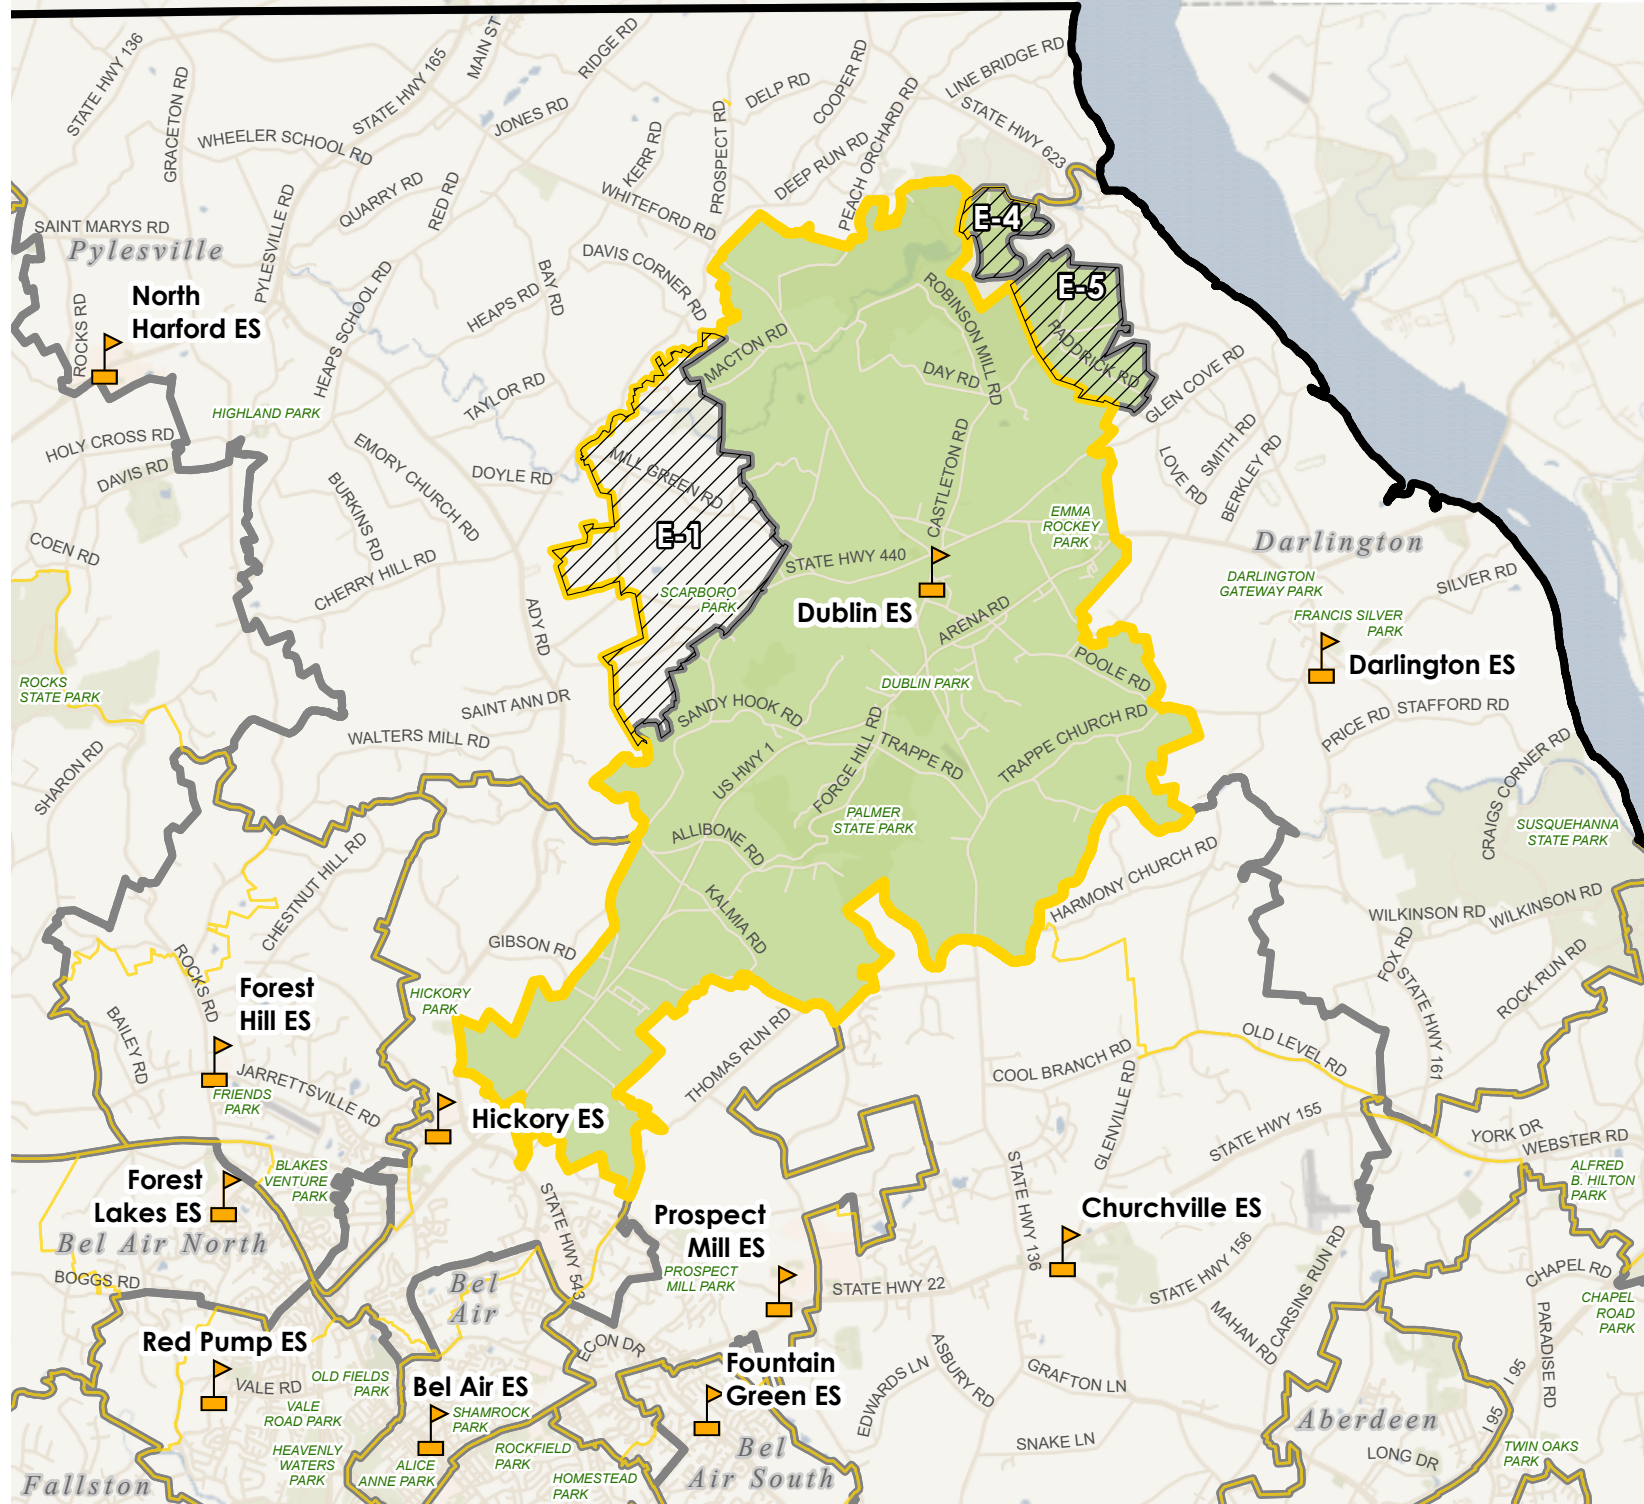 STATE HWY 136
GRACETON RD
WHEELER SCHOOL RD
STATE HWY 165
MAIN ST
RIDGE RD
JONES RD
KERR RD
PROSPECT RD
DELP RD
COOPER RD
DEEP RUN RD
PEACH ORCHARD RD
LINE BRIDGE RD
STATE HWY 623
SAINT MARYS RD
Pylesville
PYLESVILLE RD
QUARRY RD
RED RD
WHITEFORD RD
DAVIS CORNER RD
E-4
E-5
North
Harford ES
ROCKS RD
HEAPS SCHOOL RD
HEAPS RD
BAY RD
MACTON RD
ROBINSON MILL RD
DAY RD
PADDRICK RD
GLEN COVE RD
TAYLOR RD
HIGHLAND PARK
HOLY CROSS RD
DAVIS RD
EMORY CHURCH RD
DOYLE RD
BURKINS RD
MILL GREEN RD
E-1
CASTLETON RD
LOVE RD
SMITH RD
BERKLEY RD
EMMA
ROCKEY
PARK
Darlington
COEN RD
CHERRY HILL RD
STATE HWY 440
SCARBORO
PARK
Dublin ES
ARENA RD
DARLINGTON
GATEWAY PARK
SILVER RD
FRANCIS SILVER
PARK
Darlington ES
ADY RD
ROCKS
STATE PARK
POOLE RD
DUBLIN PARK
SAINT ANN DR
WALTERS MILL RD
SANDY HOOK RD
US HWY 1
FORGE HILL RD
TRAPPE RD
TRAPPE CHURCH RD
PRICE RD
STAFFORD RD
CRAIGS CORNER RD
SHARON RD
PALMER
STATE PARK
ALLIBONE RD
SUSQUEHANNA
STATE PARK
CHESTNUT HILL RD
KALMIA RD
HARMONY CHURCH RD
WILKINSON RD
WILKINSON RD
ROCKS RD
GIBSON RD
FOX RD
STATE HWY 161
ROCK RUN RD
Forest
Hill ES
HICKORY
PARK
BAILEY RD
JARRETTSVILLE RD
FRIENDS
PARK
THOMAS RUN RD
COOL BRANCH RD
OLD LEVEL RD
GLENVILLE RD
Hickory ES
STATE HWY 155
YORK DR
WEBSTER RD
BLAKES
VENTURE
PARK
Forest
Lakes ES
Bel Air North
STATE HWY 543
STATE HWY 136
ALFRED
B. HILTON
PARK
Prospect
Mill ES
PROSPECT
MILL PARK
Churchville ES
BOGGS RD
Bel
Air
STATE HWY 22
STATE HWY 156
CARSINS RUN RD
MAHAN RD
CHAPEL RD
CHAPEL
ROAD
PARK
PARADISE RD
Red Pump ES
VALE RD
OLD FIELDS
PARK
VALE
ROAD PARK
Bel Air ES
SHAMROCK
PARK
ECON DR
Fountain
Green ES
EDWARDS LN
ASBURY RD
GRAFTON LN
I 95
I 95
Aberdeen
HEAVENLY
WATERS
PARK
ALICE
ANNE PARK
ROCKFIELD
PARK
HOMESTEAD
PARK
Bel
Air South
SNAKE LN
LONG DR
TWIN OAKS
PARK
Fallston